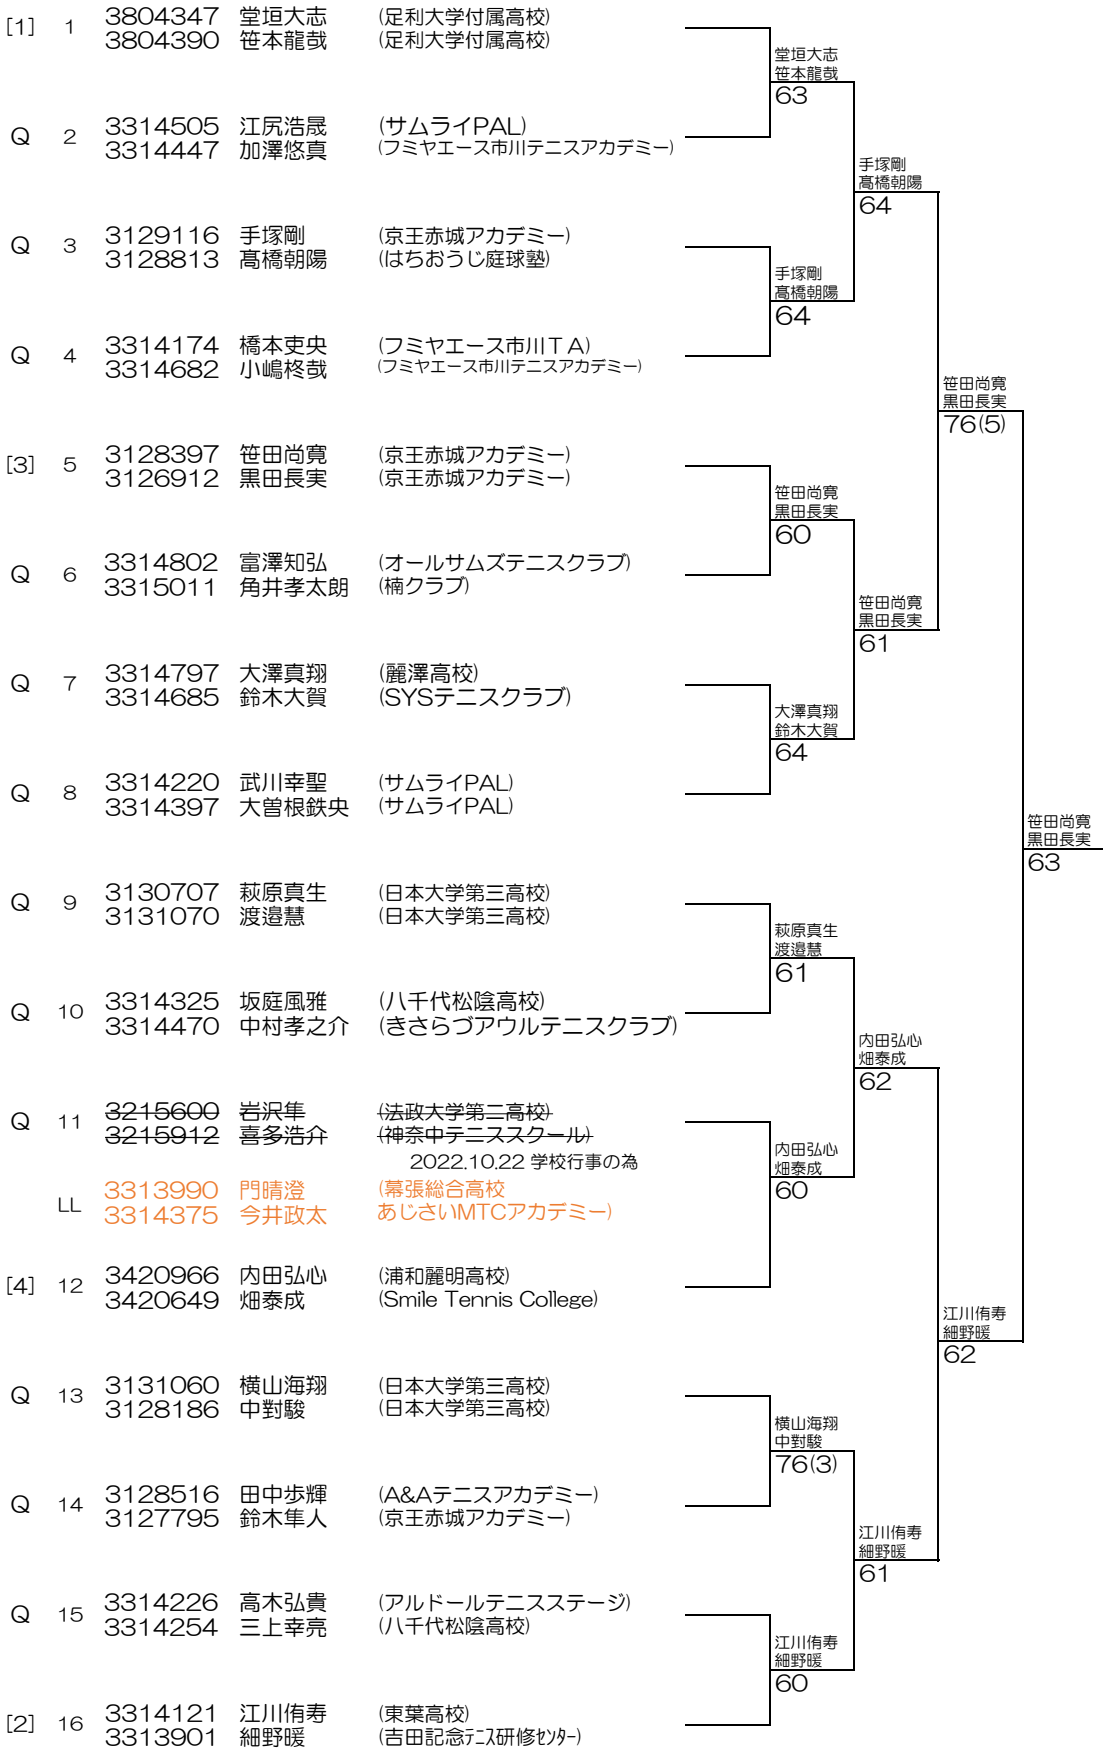 [1] 1 3804347 堂垣大志 (足利大学付属高校)
3804390 笹本龍哉 (足利大学付属高校)
堂垣大志
笹本龍哉
63
Q 2 3314505 江尻浩晟 (サムライPAL)
3314447 加澤悠真 (フミヤエース市川テニスアカデミー)
手塚剛
髙橋朝陽
64
Q 3 3129116 手塚剛 (京王赤城アカデミー)
3128813 髙橋朝陽 (はちおうじ庭球塾)
手塚剛
髙橋朝陽
64
Q 4 3314174 橋本吏央 (フミヤエース市川ＴＡ)
3314682 小嶋柊哉 (フミヤエース市川テニスアカデミー)
笹田尚寛
黒田長実
76(5)
[3] 5 3128397 笹田尚寛 (京王赤城アカデミー)
3126912 黒田長実 (京王赤城アカデミー)
笹田尚寛
黒田長実
60
Q 6 3314802 富澤知弘 (オールサムズテニスクラブ)
3315011 角井孝太朗 (楠クラブ)
笹田尚寛
黒田長実
61
Q 7 3314797 大澤真翔 (麗澤高校)
3314685 鈴木大賀 (SYSテニスクラブ)
大澤真翔
鈴木大賀
64
Q 8 3314220 武川幸聖 (サムライPAL)
3314397 大曽根鉄央 (サムライPAL)
笹田尚寛
黒田長実
63
Q 9 3130707 萩原真生 (日本大学第三高校)
3131070 渡邉慧 (日本大学第三高校)
萩原真生
渡邉慧
61
Q 10 3314325 坂庭風雅 (八千代松陰高校)
3314470 中村孝之介 (きさらづアウルテニスクラブ)
内田弘心
畑泰成
62
Q 11 3215600 岩沢隼 (法政大学第二高校)
3215912 喜多浩介 (神奈中テニススクール)
2022.10.22 学校行事の為
内田弘心
畑泰成
60
LL 3313990 門晴澄 (幕張総合高校
3314375 今井政太 あじさいMTCアカデミー)
[4] 12 3420966 内田弘心 (浦和麗明高校)
3420649 畑泰成 (Smile Tennis College)
江川侑寿
細野暖
62
Q 13 3131060 横山海翔 (日本大学第三高校)
3128186 中對駿 (日本大学第三高校)
横山海翔
中對駿
76(3)
Q 14 3128516 田中歩輝 (A&Aテニスアカデミー)
3127795 鈴木隼人 (京王赤城アカデミー)
江川侑寿
細野暖
61
Q 15 3314226 高木弘貴 (アルドールテニスステージ)
3314254 三上幸亮 (八千代松陰高校)
江川侑寿
細野暖
60
[2] 16 3314121 江川侑寿 (東葉高校)
3313901 細野暖 (吉田記念ﾃﾆｽ研修ｾﾝﾀｰ)